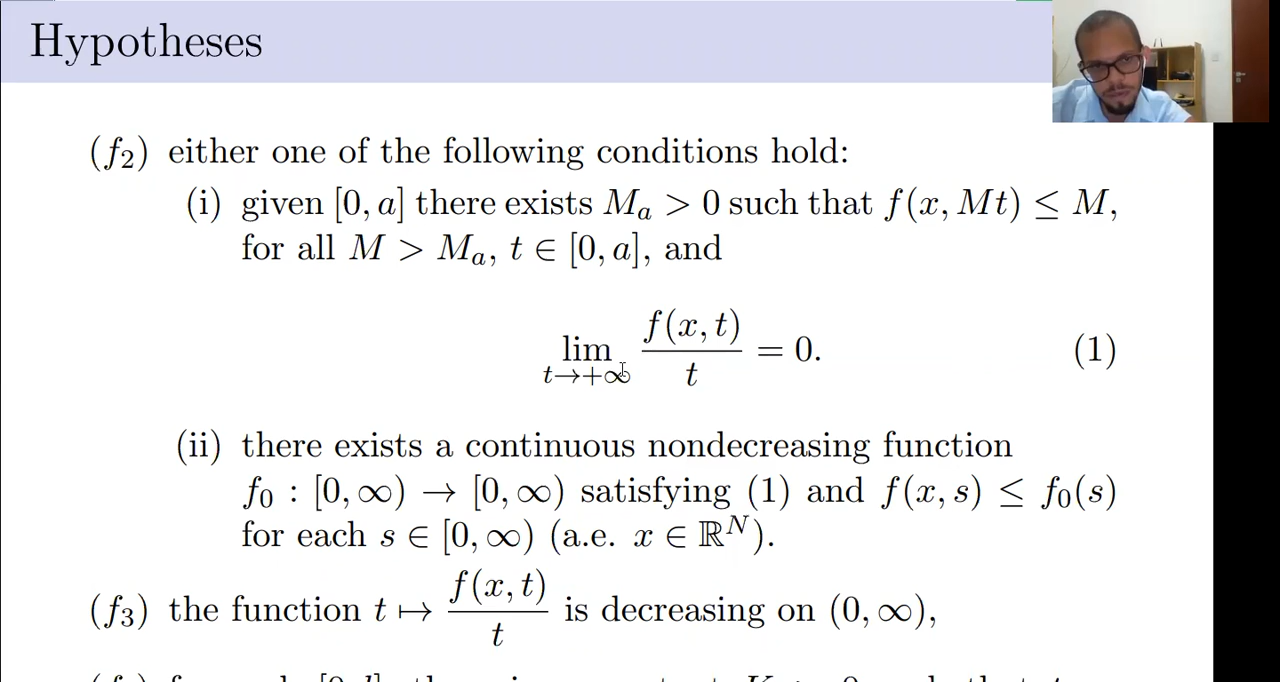 Hypotheses
(f₂) either one of the following conditions hold:
(i) given [0, a] there exists Mₐ > 0 such that f(x, Mt) ≤ M,
for all M > Mₐ, t ∈ [0, a], and
lim t→+∞ f(x, t) / t = 0. (1)
(ii) there exists a continuous nondecreasing function
f₀ : [0, ∞) → [0, ∞) satisfying (1) and f(x, s) ≤ f₀(s)
for each s ∈ [0, ∞) (a.e. x ∈ ℝᴺ).
(f₃) the function t ↦ f(x, t) / t is decreasing on (0, ∞),